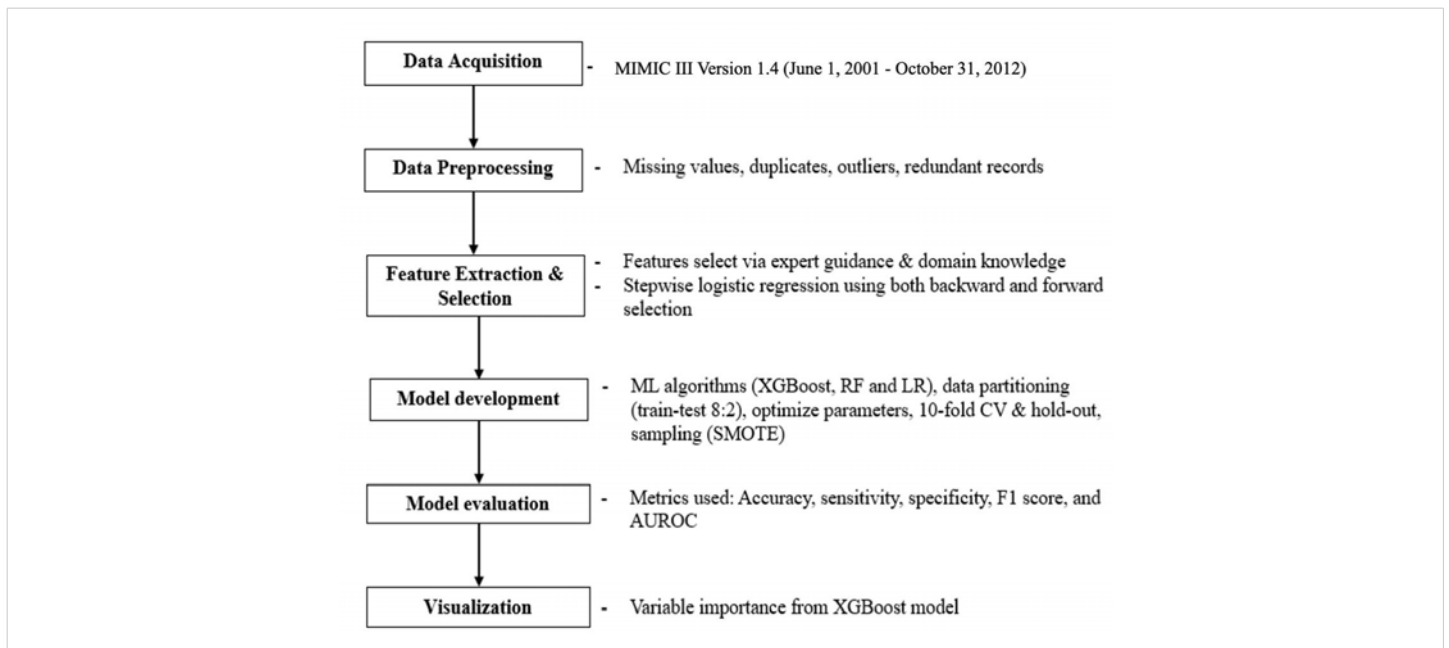 Data Acquisition
- MIMIC III Version 1.4 (June 1, 2001 - October 31, 2012)
Data Preprocessing
- Missing values, duplicates, outliers, redundant records
Feature Extraction &
Selection
- Features select via expert guidance & domain knowledge
- Stepwise logistic regression using both backward and forward
selection
Model development
- ML algorithms (XGBoost, RF and LR), data partitioning
(train-test 8:2), optimize parameters, 10-fold CV & hold-out,
sampling (SMOTE)
Model evaluation
- Metrics used: Accuracy, sensitivity, specificity, F1 score, and
AUROC
Visualization
- Variable importance from XGBoost model